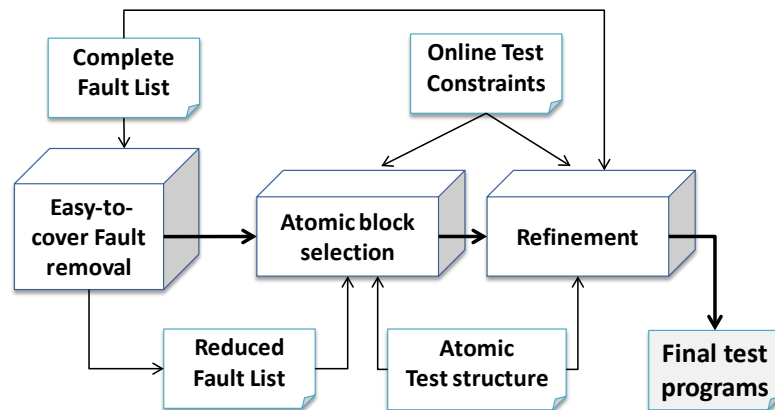 Complete
Fault List
Online Test
Constraints
Easy-to-
cover Fault
removal
Atomic block
selection
Refinement
Reduced
Fault List
Atomic
Test structure
Final test
programs